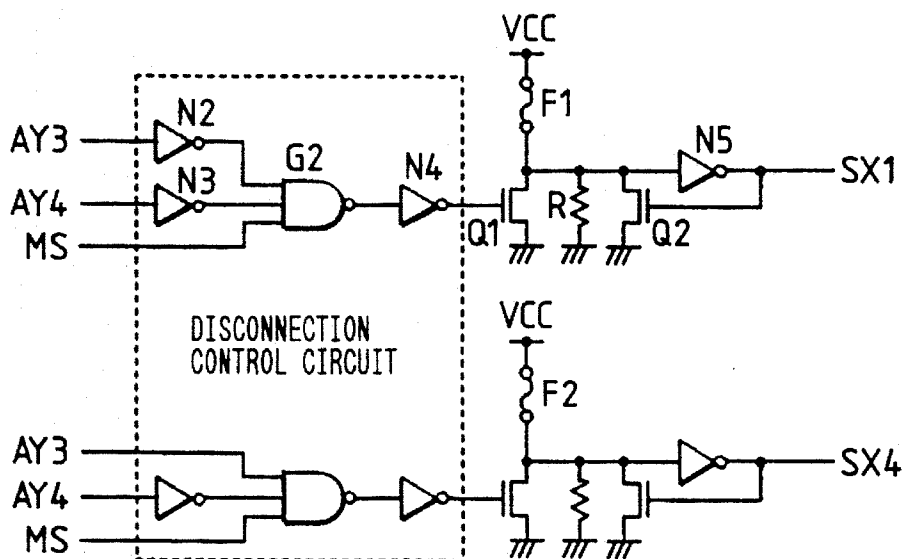 VCC
F1
AY3
N2
G2
N3
N4
N5
SX1
AY4
MS
Q1
R
Q2
DISCONNECTION
CONTROL CIRCUIT
VCC
F2
AY3
AY4
MS
SX4